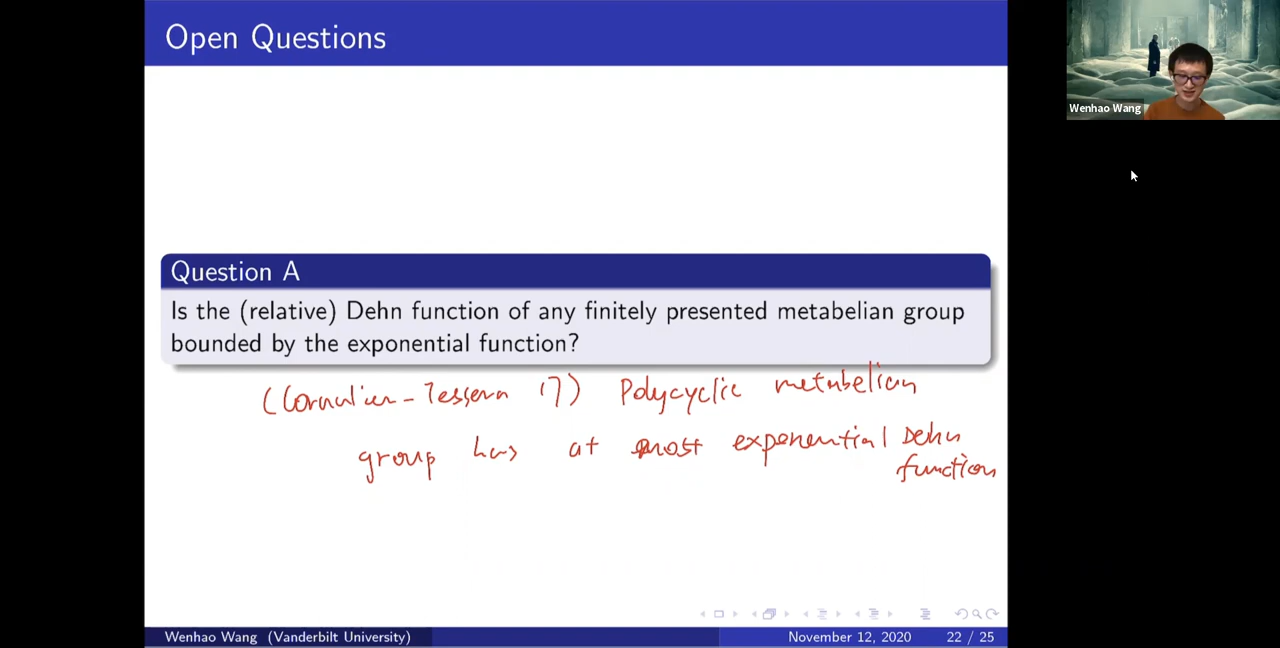 Open Questions
Wenhao Wang
Question A
Is the (relative) Dehn function of any finitely presented metabelian group
bounded by the exponential function?
(Cornulier-Tessera 17) Polycyclic metabelian
group has at most exponential Dehn
function
Wenhao Wang (Vanderbilt University)
November 12, 2020
22 / 25